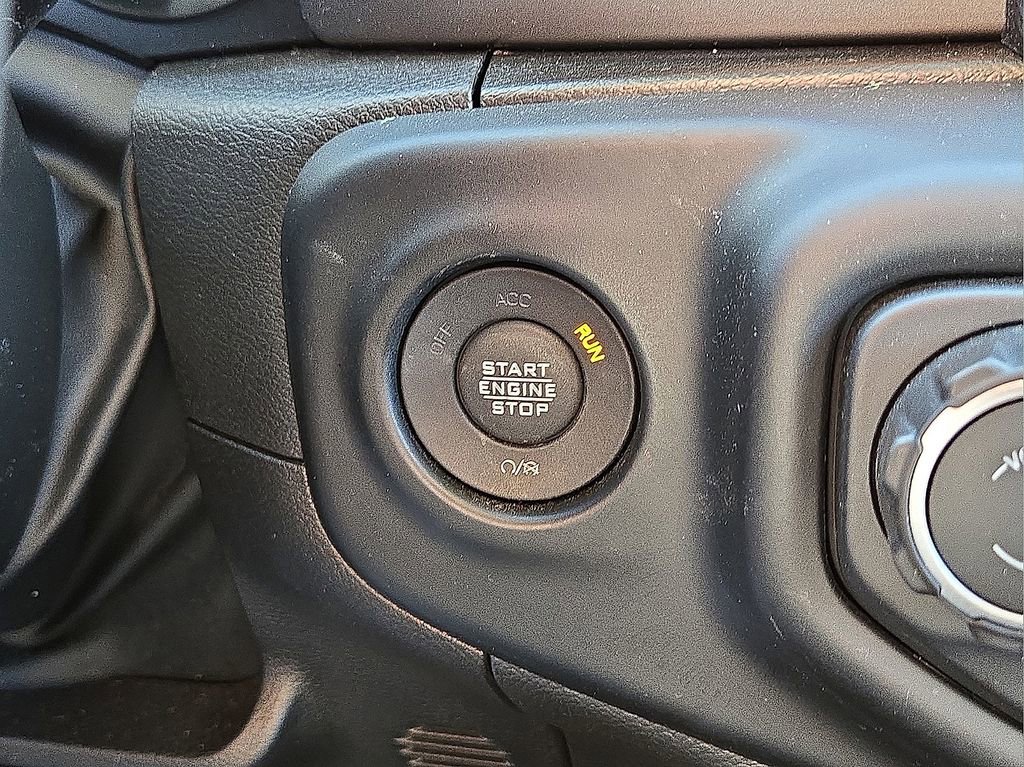 ACC
OFF
RUN
START
ENGINE
STOP